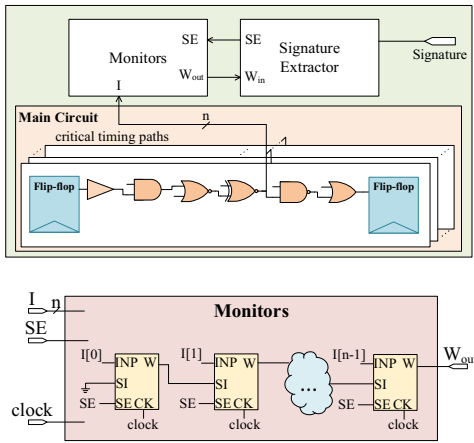 Monitors
SE
I
Wout
SE
Win
Signature
Extractor
Signature
Main Circuit
n
critical timing paths
Flip-flop
Flip-flop
Monitors
I
n
SE
clock
I[0]
INP W
SI
SE
SE CK
clock
I[1]
INP W
SI
SE
SE CK
clock
...
I[n-1]
INP W
SI
SE
SE CK
clock
Wout